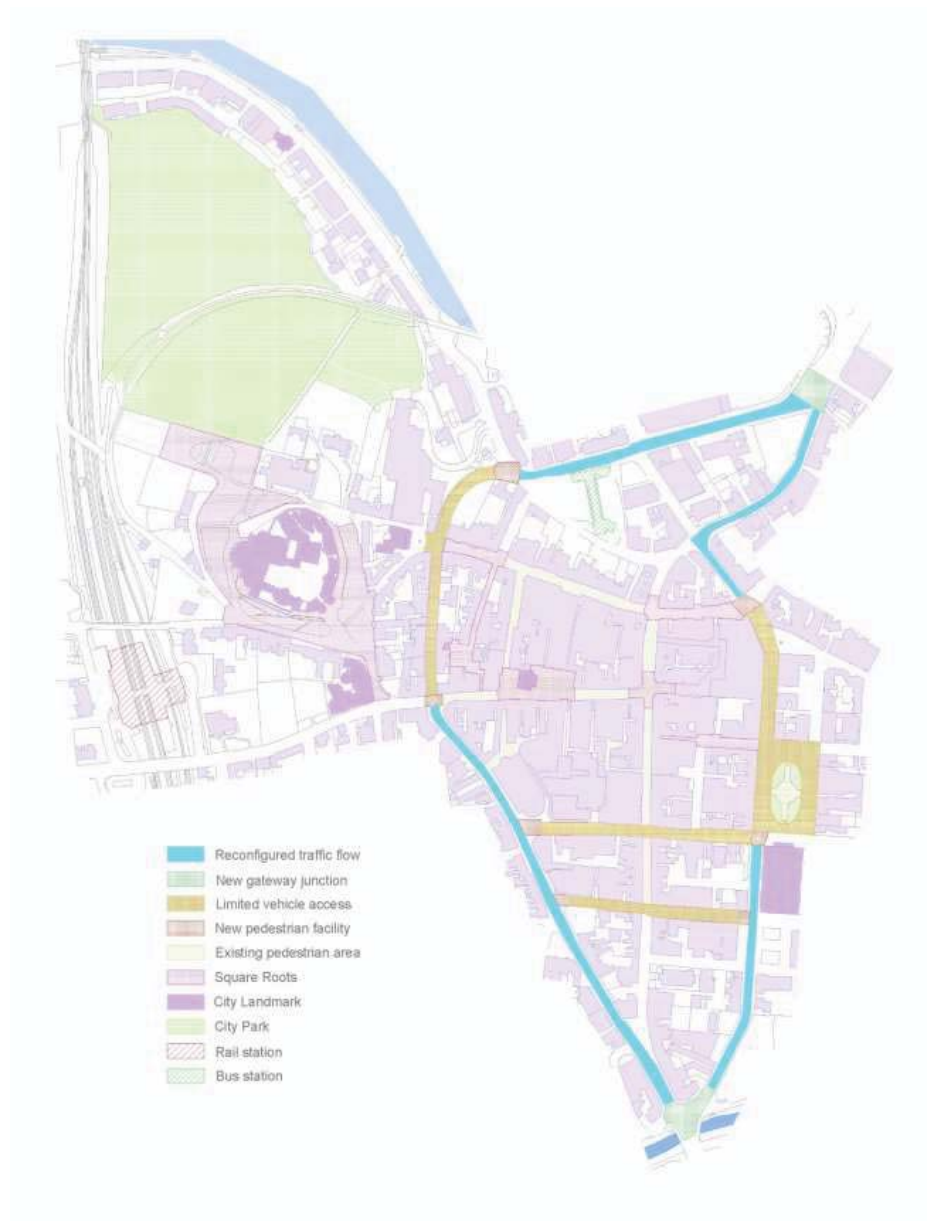 Reconfigured traffic flow
New gateway junction
Limited vehicle access
New pedestrian facility
Existing pedestrian area
Square Roots
City Landmark
City Park
Rail station
Bus station